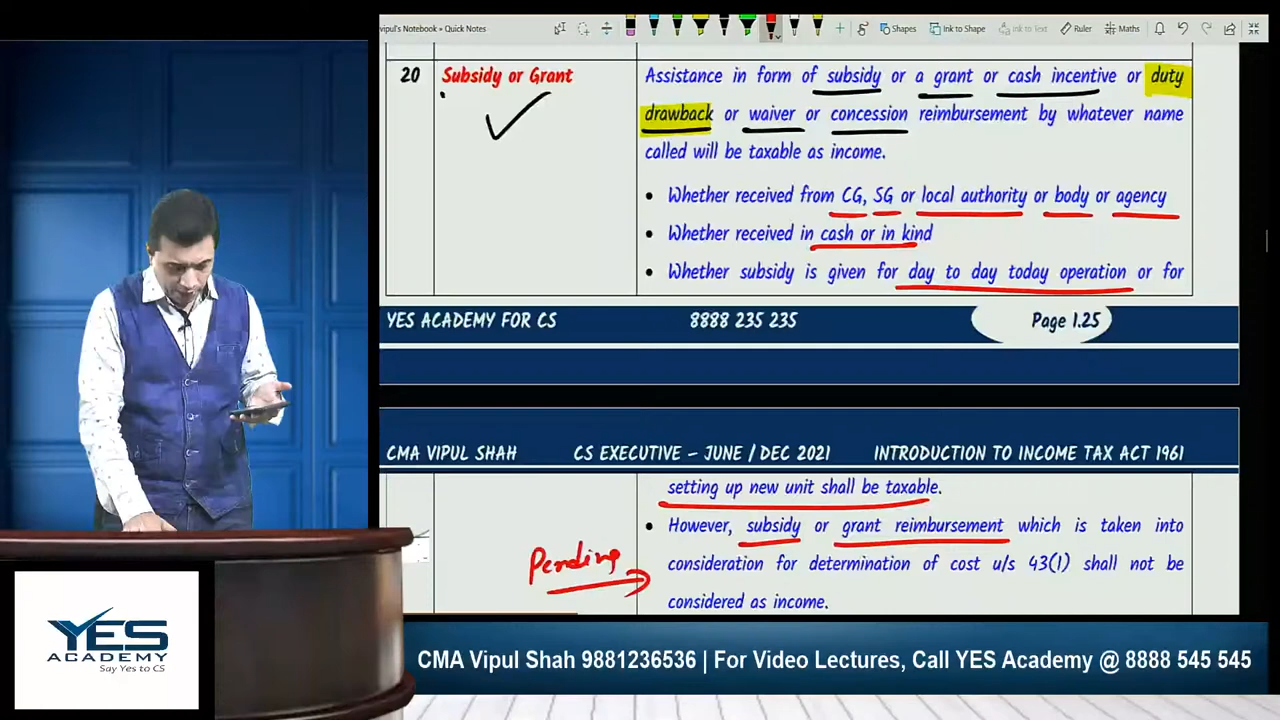 vipul's Notebook » Quick Notes
Shapes
Ink to Shape
Ink to Text
Ruler
Maths
20
Subsidy or Grant
Assistance in form of subsidy or a grant or cash incentive or duty
drawback or waiver or concession reimbursement by whatever name
called will be taxable as income.
• Whether received from CG, SG or local authority or body or agency
• Whether received in cash or in kind
• Whether subsidy is given for day to day today operation or for
YES ACADEMY FOR CS
8888 235 235
Page 1.25
CMA VIPUL SHAH
CS EXECUTIVE – JUNE / DEC 2021
INTRODUCTION TO INCOME TAX ACT 1961
setting up new unit shall be taxable.
• However, subsidy or grant reimbursement which is taken into
consideration for determination of cost u/s 43(1) shall not be
considered as income.
Pending
YES
ACADEMY
Say Yes to CS
CMA Vipul Shah 9881236536 | For Video Lectures, Call YES Academy @ 8888 545 545